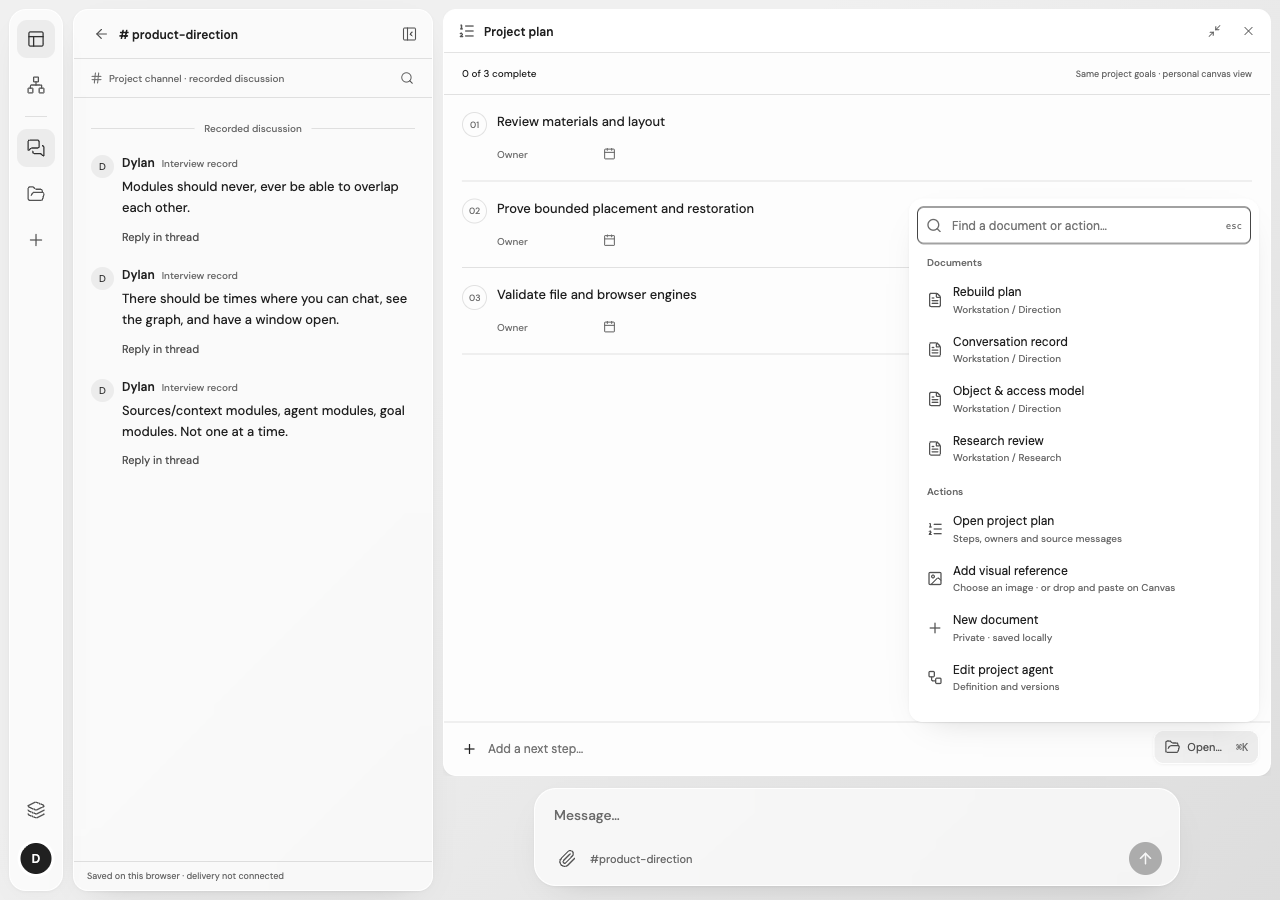 # product-direction
Project channel · recorded discussion
Recorded discussion
D
Dylan Interview record
Modules should never, ever be able to overlap
each other.
Reply in thread
D
Dylan Interview record
There should be times where you can chat, see
the graph, and have a window open.
Reply in thread
D
Dylan Interview record
Sources/context modules, agent modules, goal
modules. Not one at a time.
Reply in thread
Saved on this browser · delivery not connected
D
Project plan
0 of 3 complete
Same project goals · personal canvas view
01
Review materials and layout
Owner
02
Prove bounded placement and restoration
Owner
03
Validate file and browser engines
Owner
Find a document or action…
esc
Documents
Rebuild plan
Workstation / Direction
Conversation record
Workstation / Direction
Object & access model
Workstation / Direction
Research review
Workstation / Research
Actions
Open project plan
Steps, owners and source messages
Add visual reference
Choose an image · or drop and paste on Canvas
New document
Private · saved locally
Edit project agent
Definition and versions
Add a next step…
Open… ⌘K
Message…
#product-direction